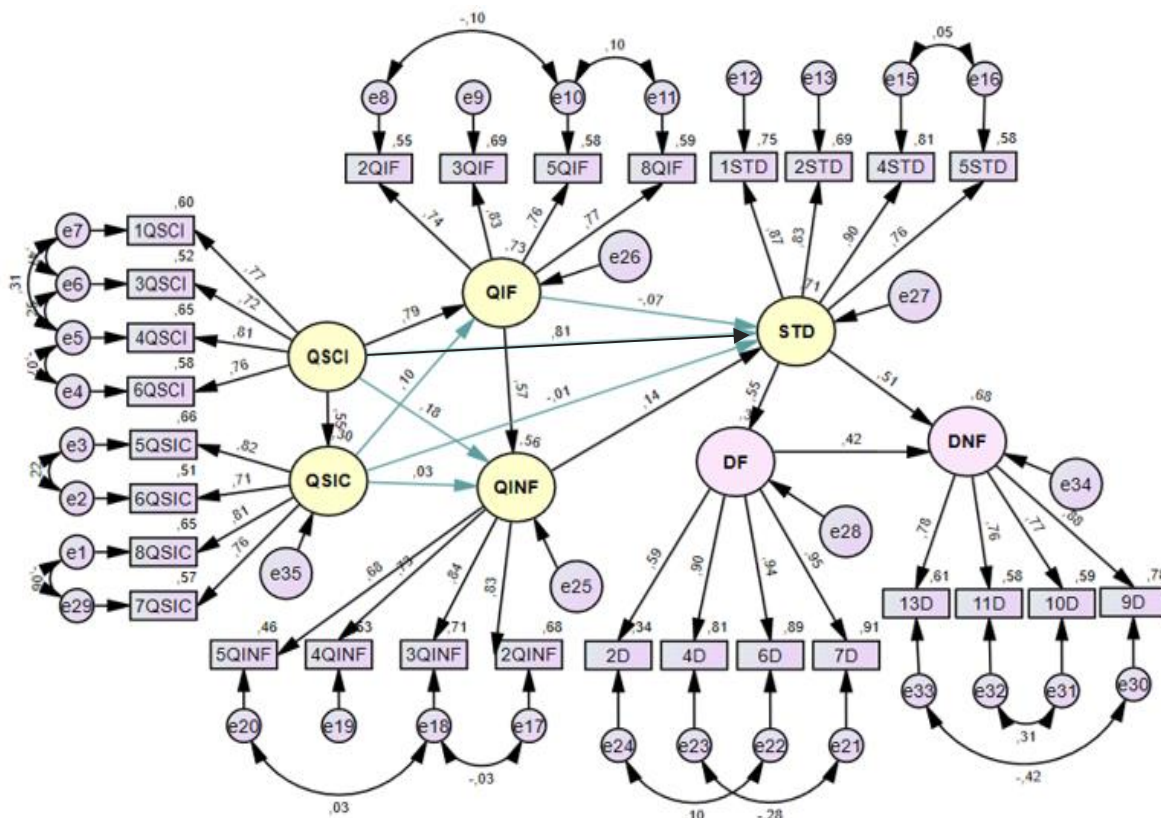 -,10
,10
,05
e8
e9
e10
e11
e12
e13
e15
e16
,55
,69
,58
,59
,75
,69
,81
,58
2QIF
3QIF
5QIF
8QIF
1STD
2STD
4STD
5STD
,74
,83
,76
,77
,87
,83
,90
,76
,60
e7
1QSCI
,52
e6
3QSCI
,31
,65
e5
4QSCI
,58
e4
6QSCI
,77
,72
,81
,76
,73
QIF
e26
,71
STD
e27
QSCI
,79
,81
-,07
,10
,18
,57
-,01
,14
,55
,51
,55
,30
,66
e3
5QSIC
,22
,51
e2
6QSIC
,65
e1
8QSIC
,57
e29
7QSIC
,82
,71
,81
,76
QSIC
,03
,56
QINF
e35
e25
DF
,42
,68
DNF
e34
e28
,68
,73
,84
,83
,59
,90
,94
,95
,78
,76
,77
,88
,46
,53
,71
,68
,34
,81
,89
,91
,61
,58
,59
,78
5QINF
4QINF
3QINF
2QINF
2D
4D
6D
7D
13D
11D
10D
9D
e20
e19
e18
e17
e24
e23
e22
e21
e33
e32
e31
e30
,03
-,03
,10
-,28
,31
-,42